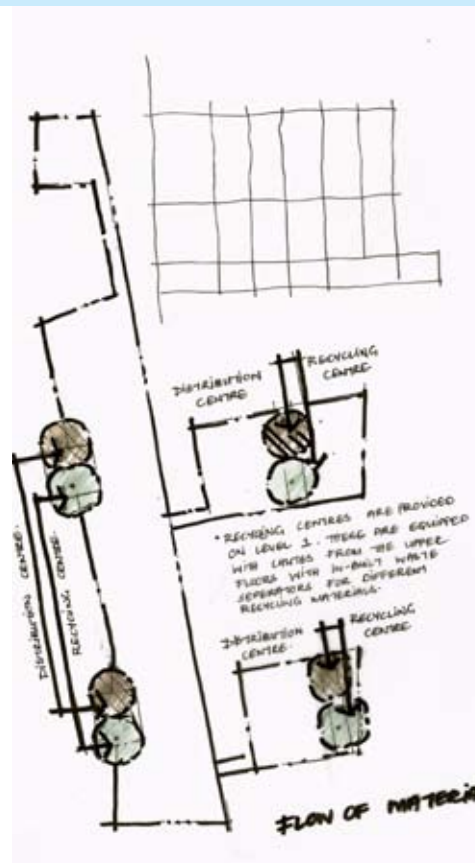 DISTRIBUTION
CENTRE
RECYCLING
CENTRE
* RECYCLING CENTRES ARE PROVIDED
ON LEVEL 1. THESE ARE EQUIPPED
WITH CHUTES FROM THE UPPER
FLOORS WITH IN-BUILT WASTE
SEPERATORS FOR DIFFERENT
RECYCLING MATERIALS.
DISTRIBUTION CENTRE.
RECYCLING CENTRE.
DISTRIBUTION
CENTRE.
RECYCLING
CENTRE
FLOW OF MATERIA